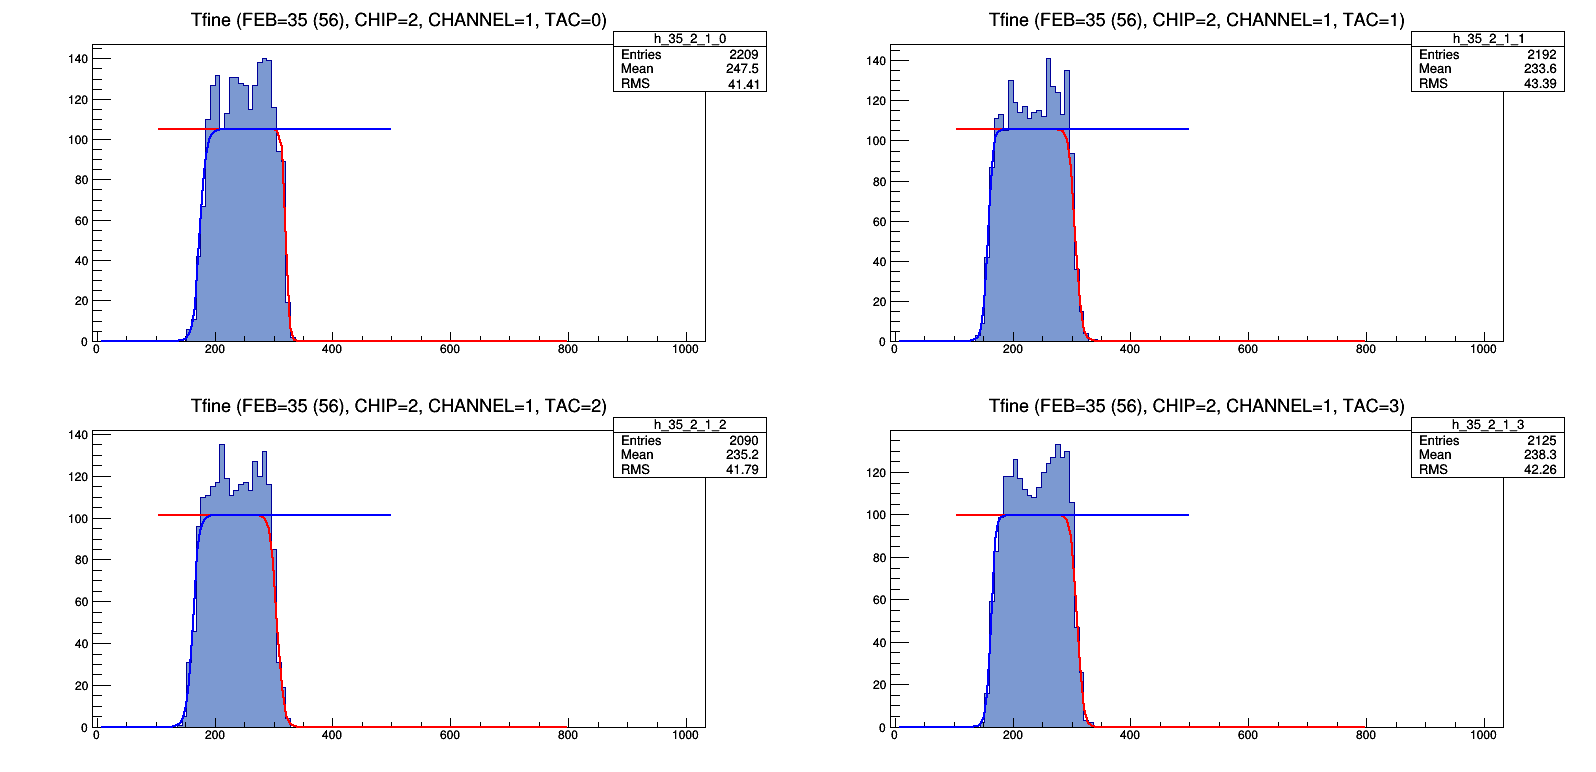 Tfine (FEB=35 (56), CHIP=2, CHANNEL=1, TAC=0)
h_35_2_1_0
Entries 2209
Mean 247.5
RMS 41.41
140
120
100
80
60
40
20
0
0 200 400 600 800 1000
Tfine (FEB=35 (56), CHIP=2, CHANNEL=1, TAC=1)
h_35_2_1_1
Entries 2192
Mean 233.6
RMS 43.39
140
120
100
80
60
40
20
0
0 200 400 600 800 1000
Tfine (FEB=35 (56), CHIP=2, CHANNEL=1, TAC=2)
h_35_2_1_2
Entries 2090
Mean 235.2
RMS 41.79
140
120
100
80
60
40
20
0
0 200 400 600 800 1000
Tfine (FEB=35 (56), CHIP=2, CHANNEL=1, TAC=3)
h_35_2_1_3
Entries 2125
Mean 238.3
RMS 42.26
120
100
80
60
40
20
0
0 200 400 600 800 1000